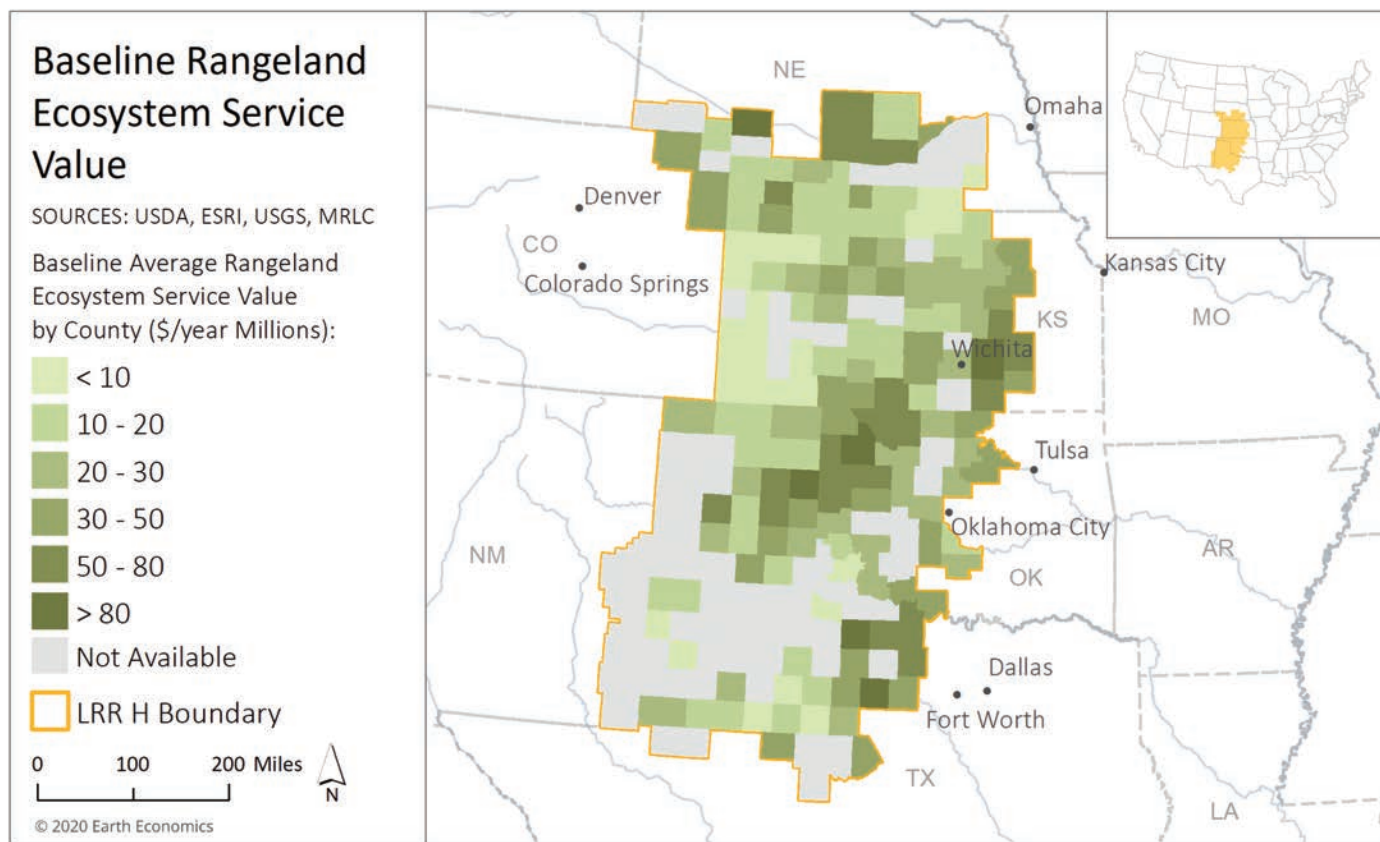 Baseline Rangeland
Ecosystem Service
Value
SOURCES: USDA, ESRI, USGS, MRLC
Baseline Average Rangeland
Ecosystem Service Value
by County ($/year Millions):
< 10
10 - 20
20 - 30
30 - 50
50 - 80
> 80
Not Available
LRR H Boundary
0 100 200 Miles
N
© 2020 Earth Economics
NE
Omaha
Denver
CO
Colorado Springs
Kansas City
KS
MO
Wichita
Tulsa
Oklahoma City
NM
AR
OK
Dallas
Fort Worth
TX
LA